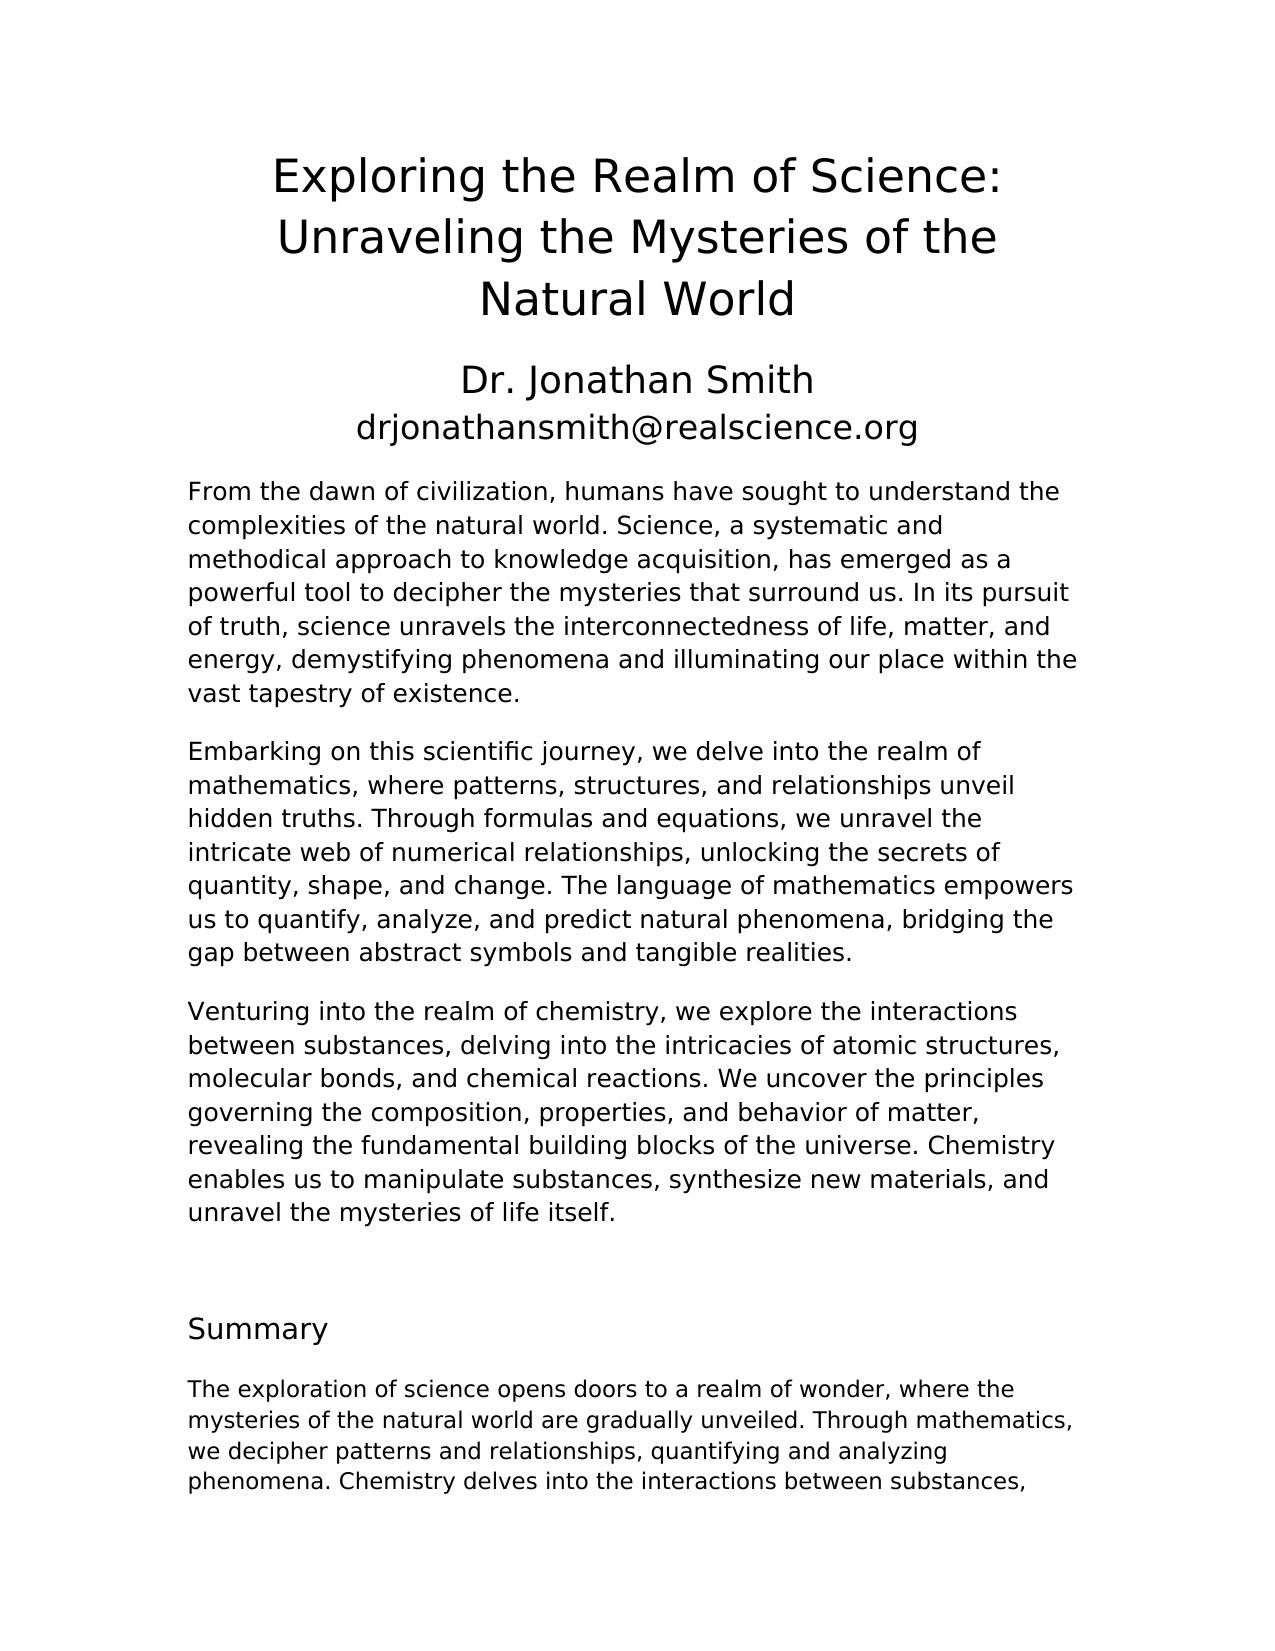 Exploring the Realm of Science:
Unraveling the Mysteries of the
Natural World
Dr. Jonathan Smith
drjonathansmith@realscience.org
From the dawn of civilization, humans have sought to understand the
complexities of the natural world. Science, a systematic and
methodical approach to knowledge acquisition, has emerged as a
powerful tool to decipher the mysteries that surround us. In its pursuit
of truth, science unravels the interconnectedness of life, matter, and
energy, demystifying phenomena and illuminating our place within the
vast tapestry of existence.
Embarking on this scientific journey, we delve into the realm of
mathematics, where patterns, structures, and relationships unveil
hidden truths. Through formulas and equations, we unravel the
intricate web of numerical relationships, unlocking the secrets of
quantity, shape, and change. The language of mathematics empowers
us to quantify, analyze, and predict natural phenomena, bridging the
gap between abstract symbols and tangible realities.
Venturing into the realm of chemistry, we explore the interactions
between substances, delving into the intricacies of atomic structures,
molecular bonds, and chemical reactions. We uncover the principles
governing the composition, properties, and behavior of matter,
revealing the fundamental building blocks of the universe. Chemistry
enables us to manipulate substances, synthesize new materials, and
unravel the mysteries of life itself.
Summary
The exploration of science opens doors to a realm of wonder, where the
mysteries of the natural world are gradually unveiled. Through mathematics,
we decipher patterns and relationships, quantifying and analyzing
phenomena. Chemistry delves into the interactions between substances,